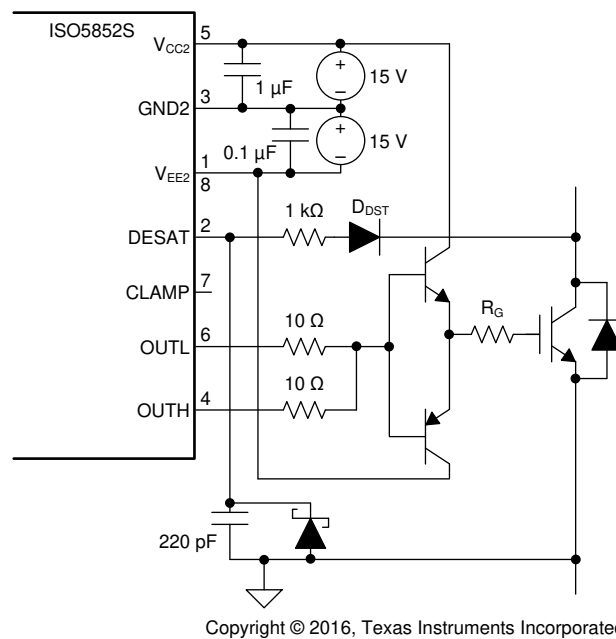 ISO5852S
5
VCC2
+
15 V
1 µF
−
3
GND2
+
15 V
0.1 µF
−
1
VEE2
8
1 kΩ
DDST
2
DESAT
7
CLAMP
RG
10 Ω
6
OUTL
10 Ω
4
OUTH
220 pF
Copyright © 2016, Texas Instruments Incorporated